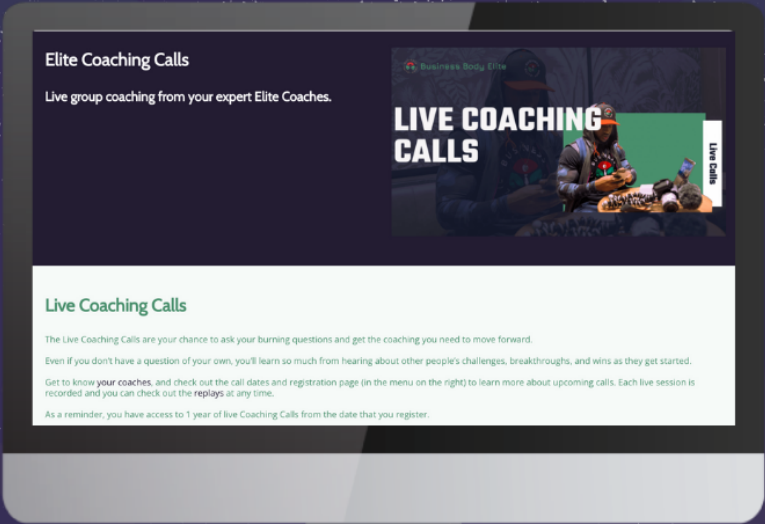 Elite Coaching Calls
Live group coaching from your expert Elite Coaches.
Business Body Elite
LIVE COACHING
CALLS
Live Calls
Live Coaching Calls
The Live Coaching Calls are your chance to ask your burning questions and get the coaching you need to move forward.
Even if you don't have a question of your own, you'll learn so much from hearing about other people's challenges, breakthroughs, and wins as they get started.
Get to know your coaches, and check out the call dates and registration page (in the menu on the right) to learn more about upcoming calls. Each live session is
recorded and you can check out the replays at any time.
As a reminder, you have access to 1 year of live Coaching Calls from the date that you register.